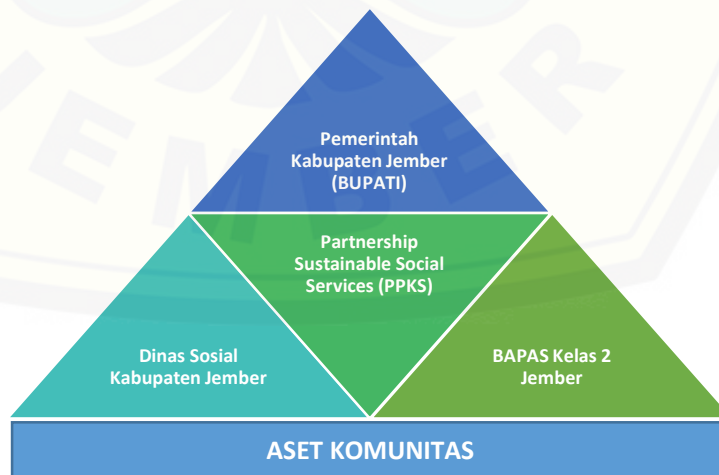 JEMBER
Pemerintah
Kabupaten Jember
(BUPATI)
Partnership
Sustainable Social
Services (PPKS)
Dinas Sosial
Kabupaten Jember
BAPAS Kelas 2
Jember
ASET KOMUNITAS